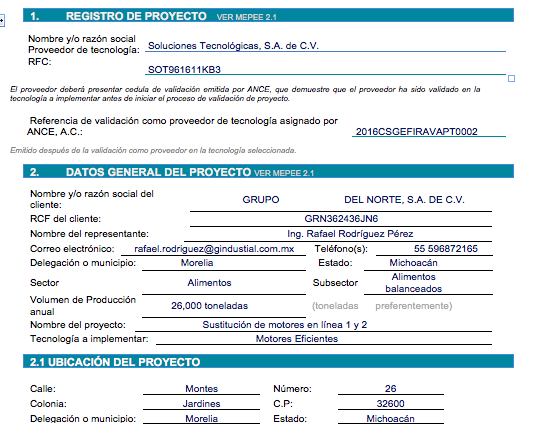 1. REGISTRO DE PROYECTO VER MEPEE 2.1
Nombre y/o razón social
Proveedor de tecnología: Soluciones Tecnológicas, S.A. de C.V.
RFC:
SOT961611KB3
El proveedor deberá presentar cedula de validación emitida por ANCE, que demuestre que el proveedor ha sido validado en la
tecnología a implementar antes de iniciar el proceso de validación de proyecto.
Referencia de validación como proveedor de tecnología asignado por
ANCE, A.C.: 2016CSGEFIRAVAPT0002
Emitido después de la validación como proveedor en la tecnología seleccionada.
2. DATOS GENERAL DEL PROYECTO VER MEPEE 2.1
Nombre y/o razón social del
cliente: GRUPO DEL NORTE, S.A. DE C.V.
RCF del cliente: GRN362436JN6
Nombre del representante: Ing. Rafael Rodríguez Pérez
Correo electrónico: rafael.rodriguez@gindustial.com.mx Teléfono(s): 55 596872165
Delegación o municipio: Morelia Estado: Michoacán
Sector Alimentos Subsector Alimentos
balanceados
Volumen de Producción
anual 26,000 toneladas (toneladas preferentemente)
Nombre del proyecto: Sustitución de motores en línea 1 y 2
Tecnología a implementar: Motores Eficientes
2.1 UBICACIÓN DEL PROYECTO
Calle: Montes Número: 26
Colonia: Jardines C.P: 32600
Delegación o municipio: Morelia Estado: Michoacán